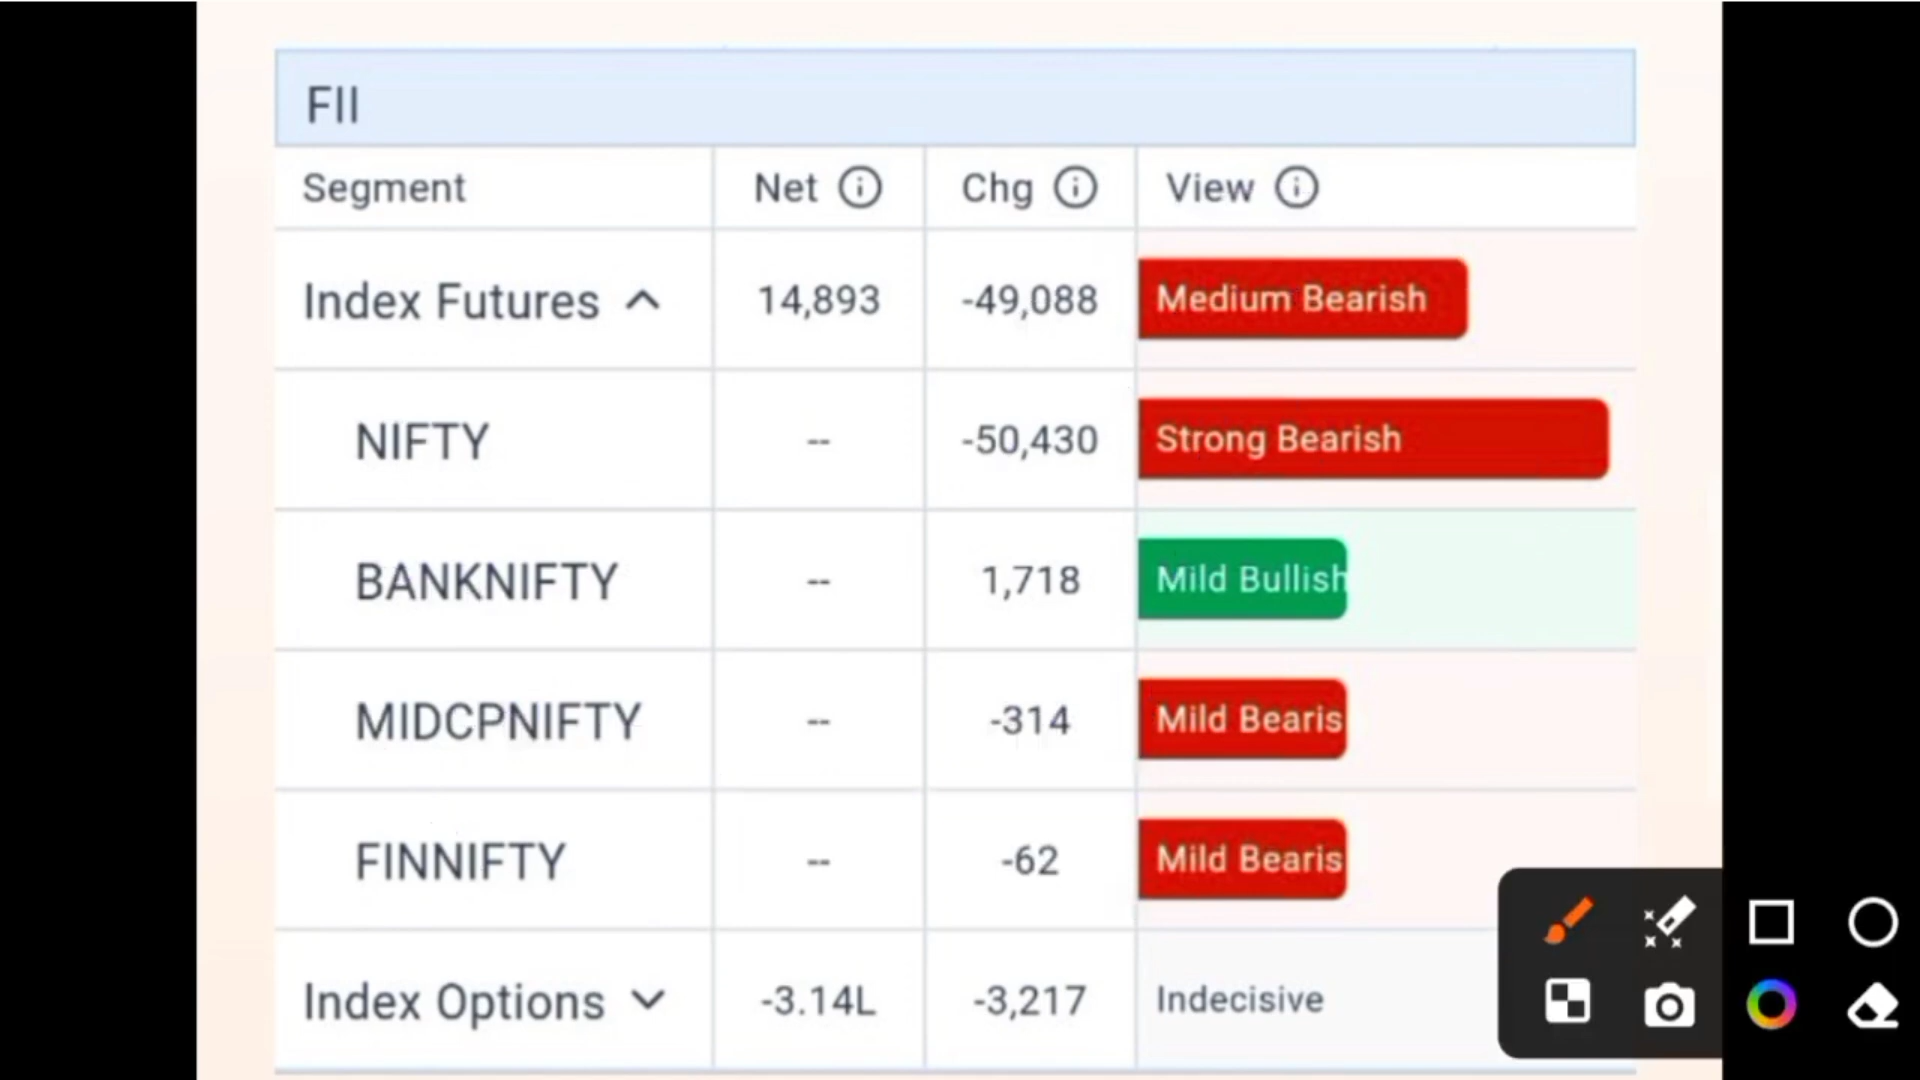 FII
Segment Net Chg View
Index Futures 14,893 -49,088 Medium Bearish
NIFTY -- -50,430 Strong Bearish
BANKNIFTY -- 1,718 Mild Bullish
MIDCPNIFTY -- -314 Mild Bearis
FINNIFTY -- -62 Mild Bearis
Index Options -3.14L -3,217 Indecisive